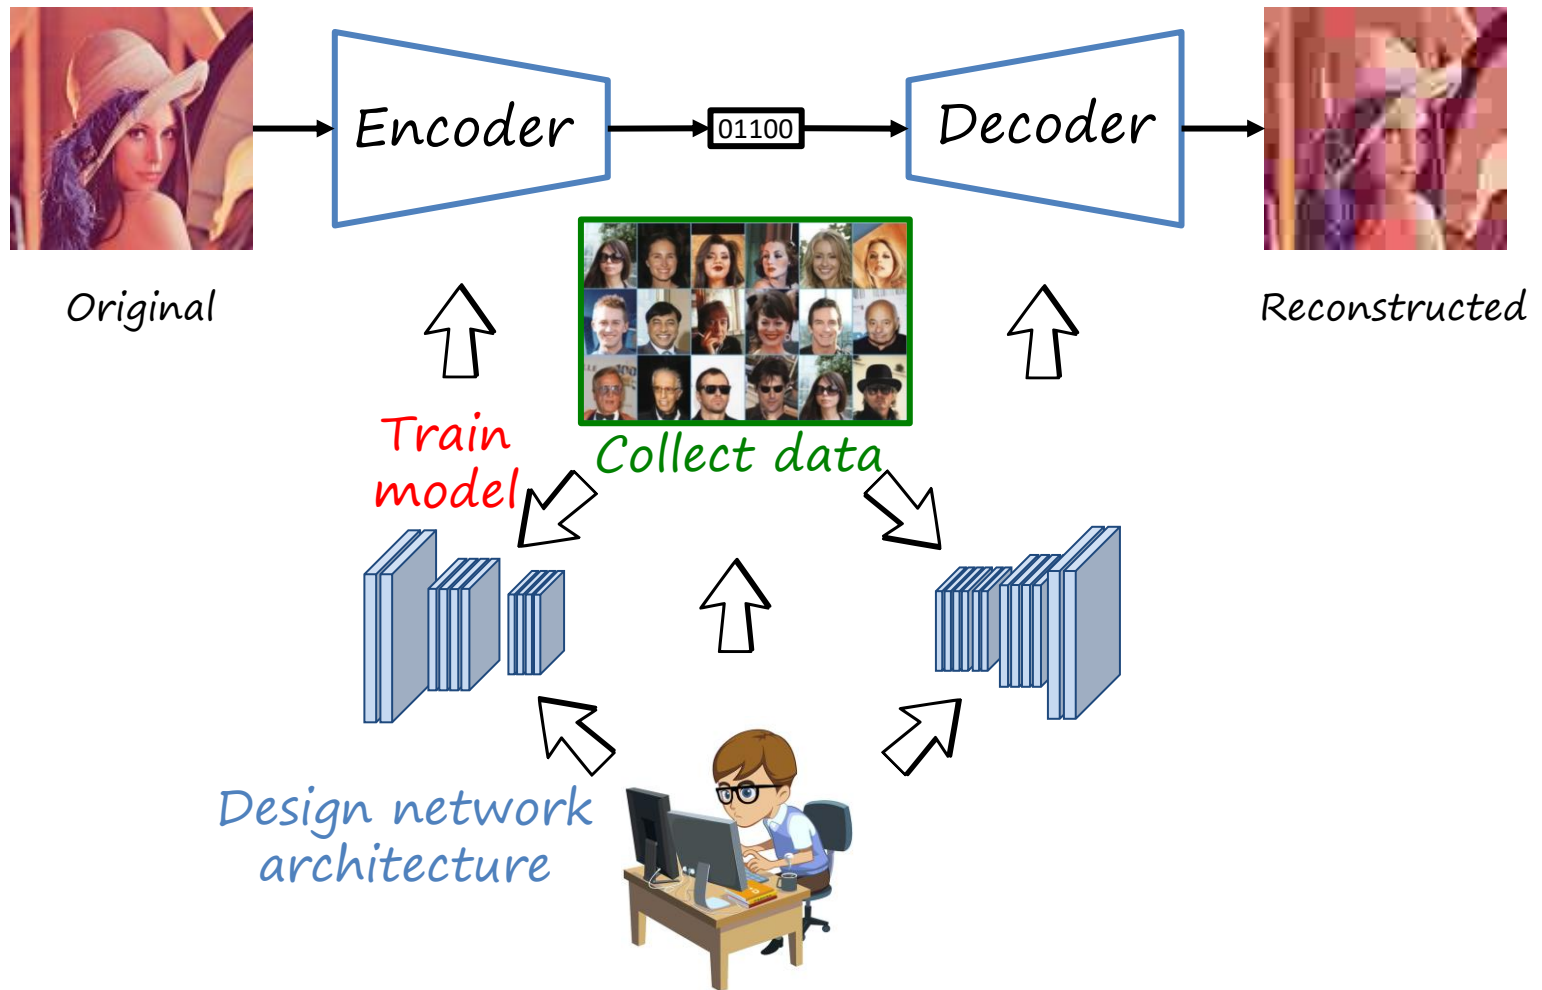 Encoder
01100
Decoder
Original
Reconstructed
Train
model
Collect data
Design network
architecture